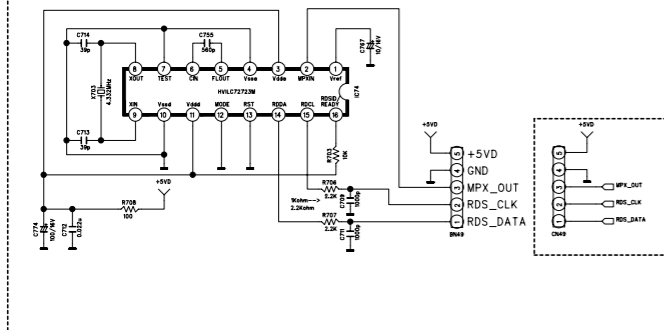 C714
39p
C755
560p
C767
10/16V
8 7 6 5 4 3 2 1
XOUT TEST CIN FLOUT Vssa Vdda MPXIN Vref
X703
4.332MHz
HVILC72723M
IC74
RDSID/
READY
XIN Vssd Vddd MODE RST RDDA RDCL
9 10 11 12 13 14 15 16
C713
39p
R703
10K
+5VD
+5VD
+5VD
R706
2.2K
1Kohm--->
2.2Kohm
C709
1000p
R707
2.2K
C711
1000p
R708
100
C774
100/16V
C712
0.022u
5 +5VD
4 GND
3 MPX_OUT
2 RDS_CLK
1 RDS_DATA
BN49
5
4
3 MPX_OUT
2 RDS_CLK
1 RDS_DATA
CN49